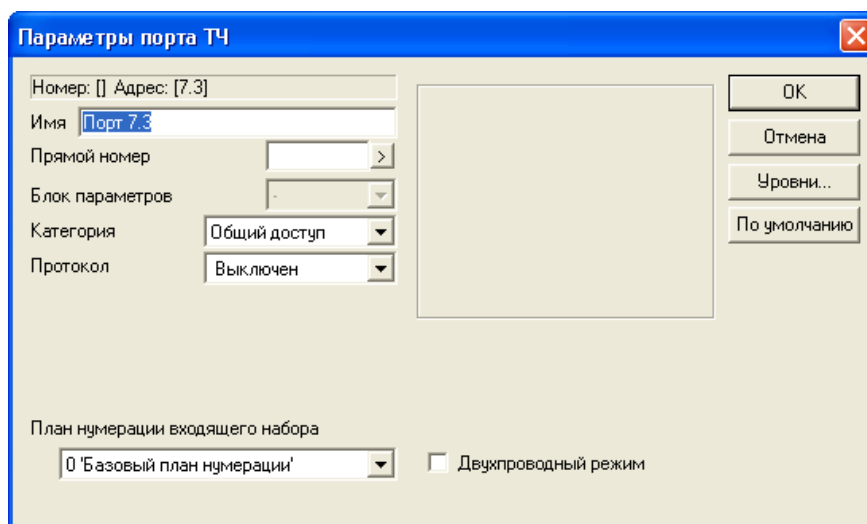 Параметры порта ТЧ
Номер: [] Адрес: [7.3]
Имя Порт 7.3
Прямой номер >
Блок параметров -
Категория Общий доступ
Протокол Выключен
OK
Отмена
Уровни...
По умолчанию
План нумерации входящего набора
0 'Базовый план нумерации'
Двухпроводный режим